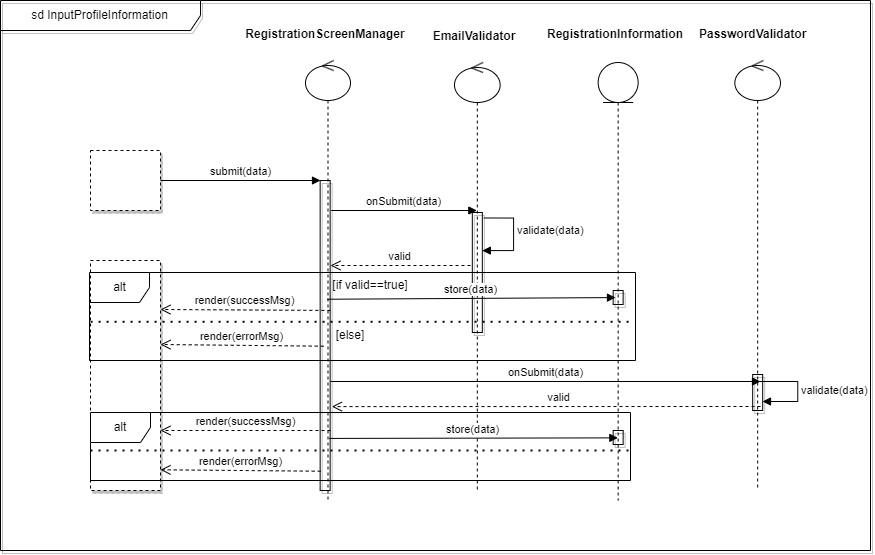 sd InputProfileInformation
RegistrationScreenManager
EmailValidator
RegistrationInformation
PasswordValidator
submit(data)
onSubmit(data)
validate(data)
valid
alt
[if valid==true]
store(data)
render(successMsg)
render(errorMsg)
[else]
onSubmit(data)
validate(data)
valid
alt
render(successMsg)
store(data)
render(errorMsg)